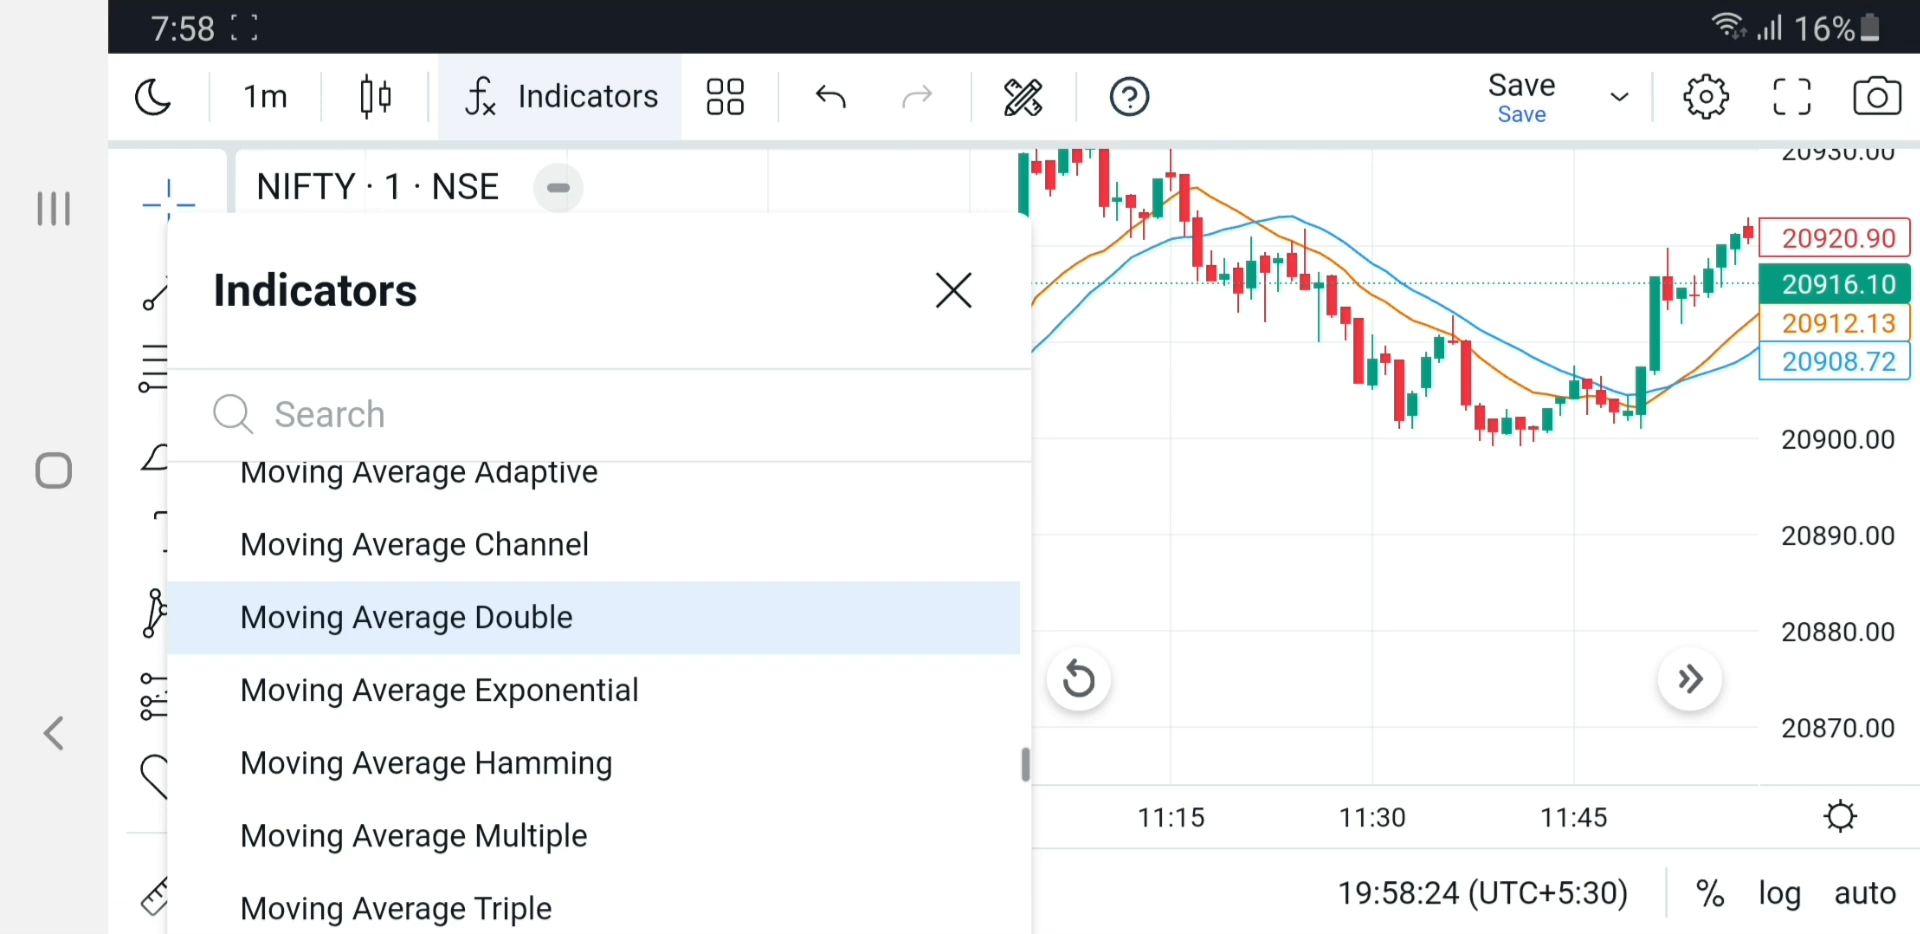 7:58
16%
1m
Indicators
Save
Save
NIFTY · 1 · NSE
Indicators
Search
Moving Average Adaptive
Moving Average Channel
Moving Average Double
Moving Average Exponential
Moving Average Hamming
Moving Average Multiple
Moving Average Triple
20930.00
20920.90
20916.10
20912.13
20908.72
20900.00
20890.00
20880.00
20870.00
11:15 11:30 11:45
19:58:24 (UTC+5:30) % log auto